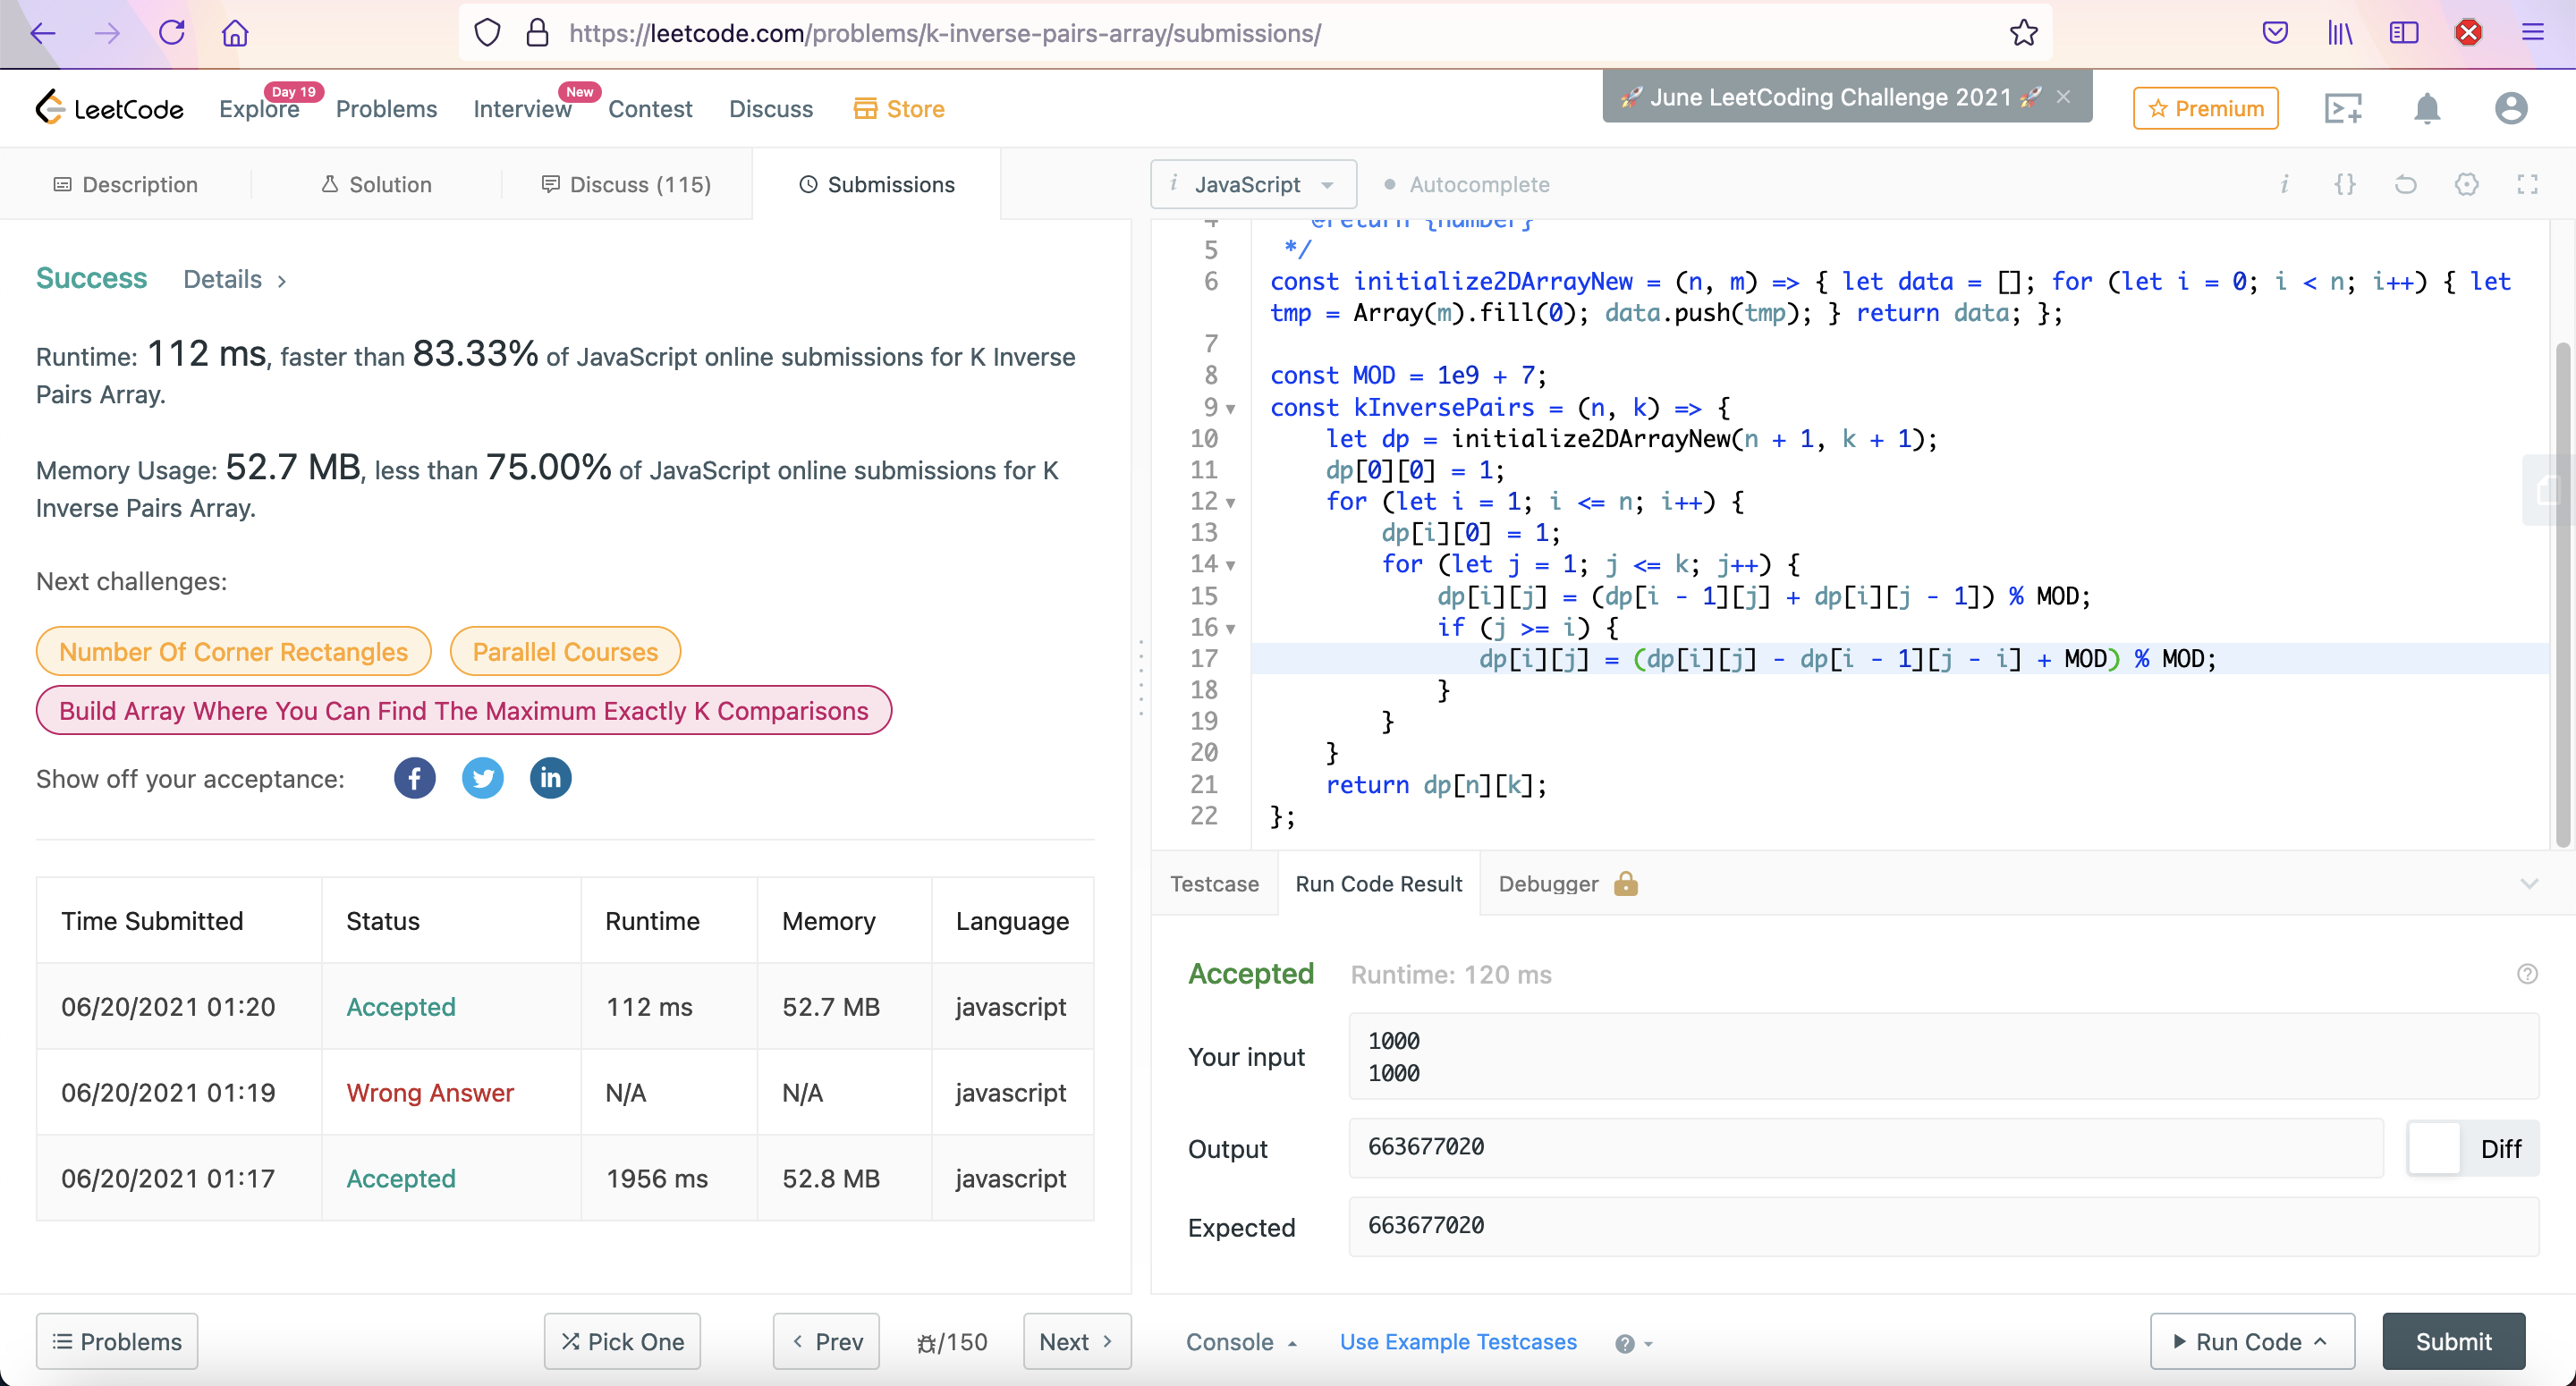 https://leetcode.com/problems/k-inverse-pairs-array/submissions/
LeetCode
Explore
Day 19
Problems
Interview
New
Contest
Discuss
Store
🚀 June LeetCoding Challenge 2021 🚀 ×
Premium
Description
Solution
Discuss (115)
Submissions
Success
Details >
Runtime: 112 ms, faster than 83.33% of JavaScript online submissions for K Inverse
Pairs Array.
Memory Usage: 52.7 MB, less than 75.00% of JavaScript online submissions for K
Inverse Pairs Array.
Next challenges:
Number Of Corner Rectangles
Parallel Courses
Build Array Where You Can Find The Maximum Exactly K Comparisons
Show off your acceptance:
Time Submitted Status Runtime Memory Language
06/20/2021 01:20 Accepted 112 ms 52.7 MB javascript
06/20/2021 01:19 Wrong Answer N/A N/A javascript
06/20/2021 01:17 Accepted 1956 ms 52.8 MB javascript
Problems
Pick One
< Prev
/150
Next >
i JavaScript
Autocomplete
i {}
4 @return {number}
5 */
6 const initialize2DArrayNew = (n, m) => { let data = []; for (let i = 0; i < n; i++) { let
tmp = Array(m).fill(0); data.push(tmp); } return data; };
7
8 const MOD = 1e9 + 7;
9 const kInversePairs = (n, k) => {
10 let dp = initialize2DArrayNew(n + 1, k + 1);
11 dp[0][0] = 1;
12 for (let i = 1; i <= n; i++) {
13 dp[i][0] = 1;
14 for (let j = 1; j <= k; j++) {
15 dp[i][j] = (dp[i - 1][j] + dp[i][j - 1]) % MOD;
16 if (j >= i) {
17 dp[i][j] = (dp[i][j] - dp[i - 1][j - i] + MOD) % MOD;
18 }
19 }
20 }
21 return dp[n][k];
22 };
Testcase
Run Code Result
Debugger
Accepted
Runtime: 120 ms
Your input
1000
1000
Output
663677020
Diff
Expected
663677020
Console
Use Example Testcases
Run Code
Submit